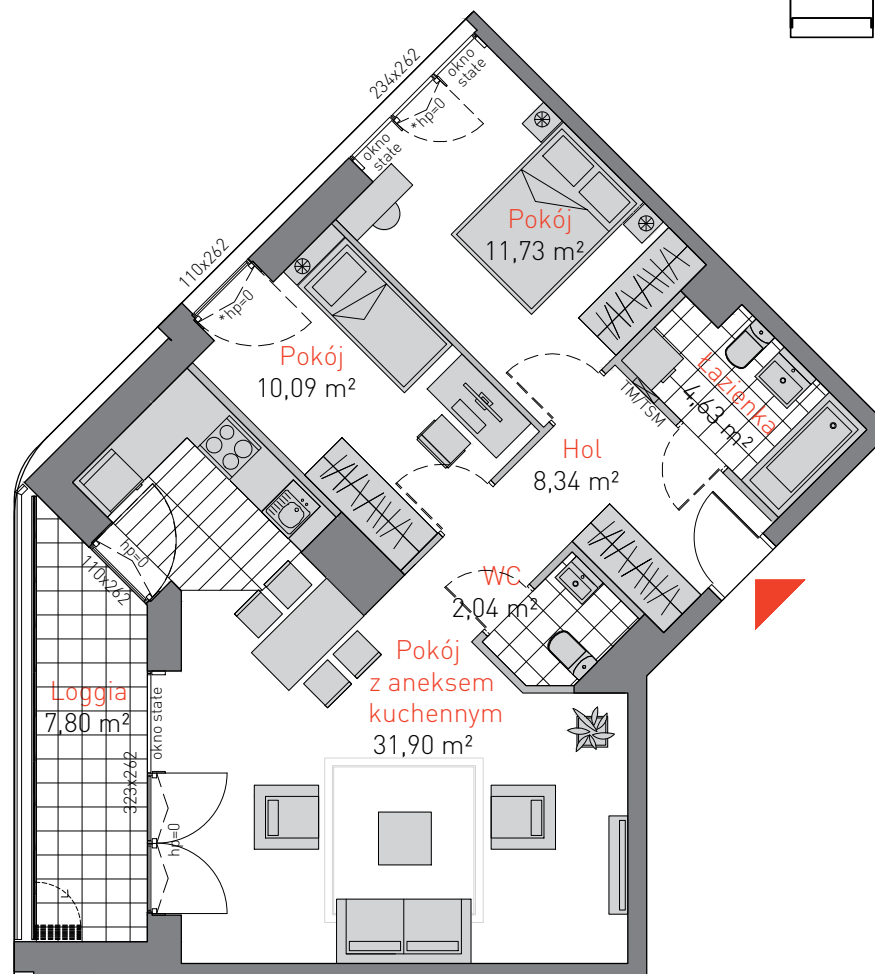 234x262
okno
stałe
*hp=0
okno
stałe
Pokój
11,73 m²
110x262
*hp=0
Pokój
10,09 m²
Łazienka
4,63 m²
TM/TSM
Hol
8,34 m²
hp=0
110x262
WC
2,04 m²
Pokój
z aneksem
kuchennym
31,90 m²
Loggia
7,80 m²
okno stałe
323x262
hp=0